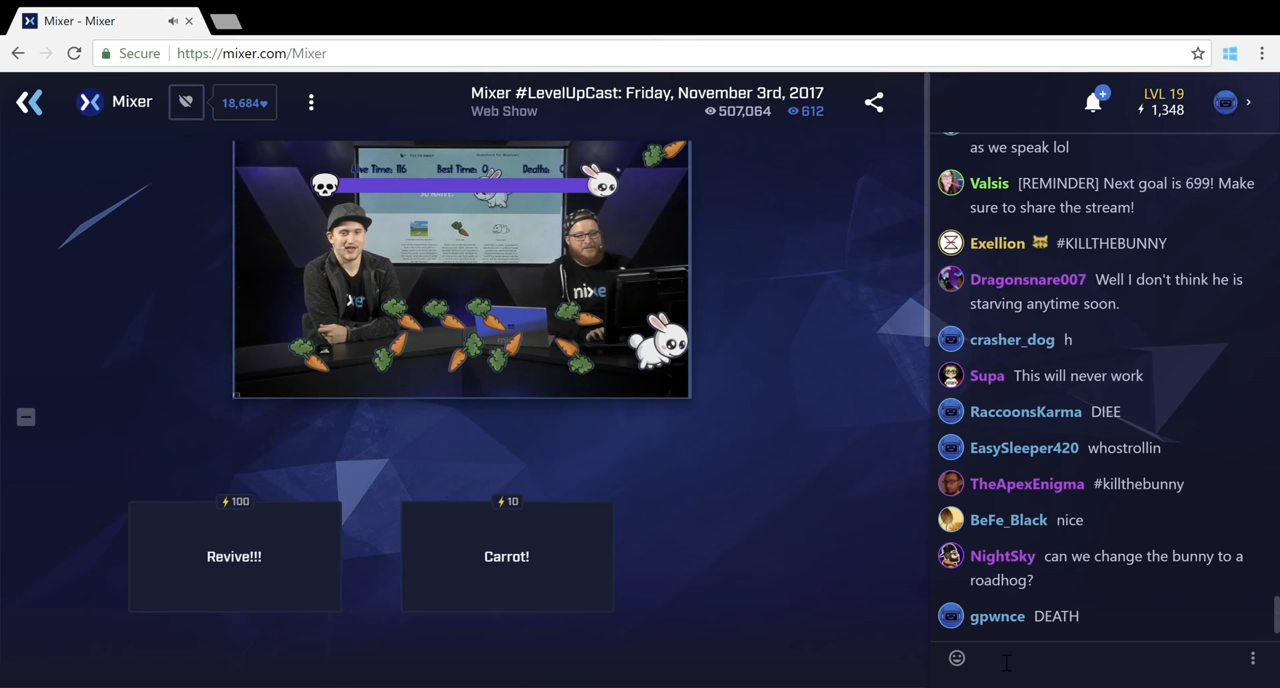 Mixer - Mixer
Secure
https://mixer.com/Mixer
Mixer
18,684
Mixer #LevelUpCast: Friday, November 3rd, 2017
Web Show
507,064
612
LVL 19
1,348
Time: 116
Best Time: 0
Deaths:
Revive!!!
100
Carrot!
10
as we speak lol
Valsis [REMINDER] Next goal is 699! Make
sure to share the stream!
Exellion #KILLTHEBUNNY
Dragonsnare007 Well I don't think he is
starving anytime soon.
crasher_dog h
Supa This will never work
RaccoonsKarma DIEE
EasySleeper420 whostrollin
TheApexEnigma #killthebunny
BeFe_Black nice
NightSky can we change the bunny to a
roadhog?
gpwnce DEATH